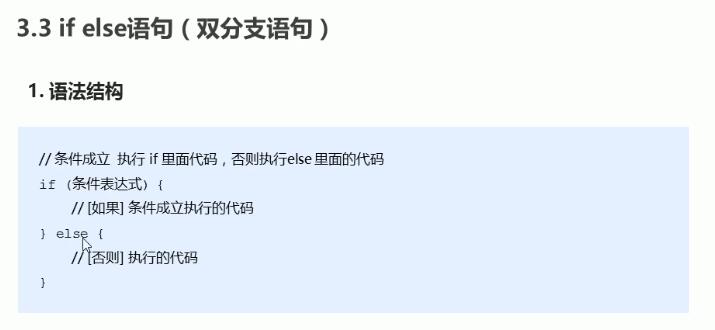 3.3 if else语句（双分支语句）
1. 语法结构
// 条件成立 执行 if 里面代码，否则执行else 里面的代码
if (条件表达式) {
// [如果] 条件成立执行的代码
} else {
// [否则] 执行的代码
}